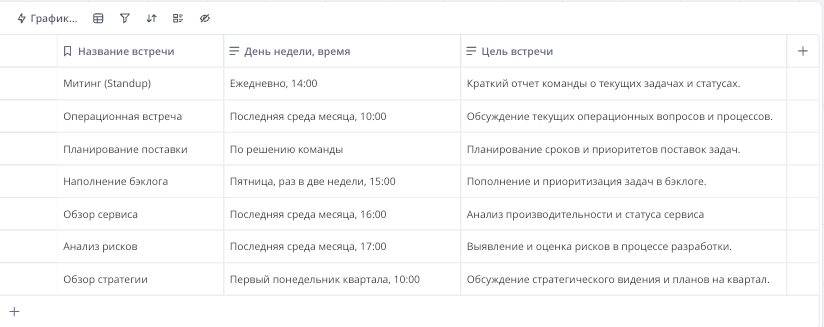 График...
Название встречи День недели, время Цель встречи
Митинг (Standup) Ежедневно, 14:00 Краткий отчет команды о текущих задачах и статусах.
Операционная встреча Последняя среда месяца, 10:00 Обсуждение текущих операционных вопросов и процессов.
Планирование поставки По решению команды Планирование сроков и приоритетов поставок задач.
Наполнение бэклога Пятница, раз в две недели, 15:00 Пополнение и приоритизация задач в бэклоге.
Обзор сервиса Последняя среда месяца, 16:00 Анализ производительности и статуса сервиса
Анализ рисков Последняя среда месяца, 17:00 Выявление и оценка рисков в процессе разработки.
Обзор стратегии Первый понедельник квартала, 10:00 Обсуждение стратегического видения и планов на квартал.